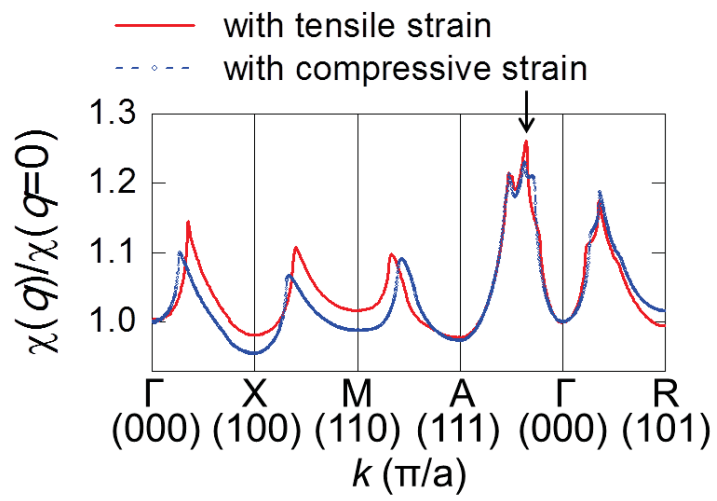 with tensile strain
with compressive strain
χ(q)/χ(q=0)
1.3
1.2
1.1
1.0
Γ X M A Γ R
(000) (100) (110) (111) (000) (101)
k (π/a)